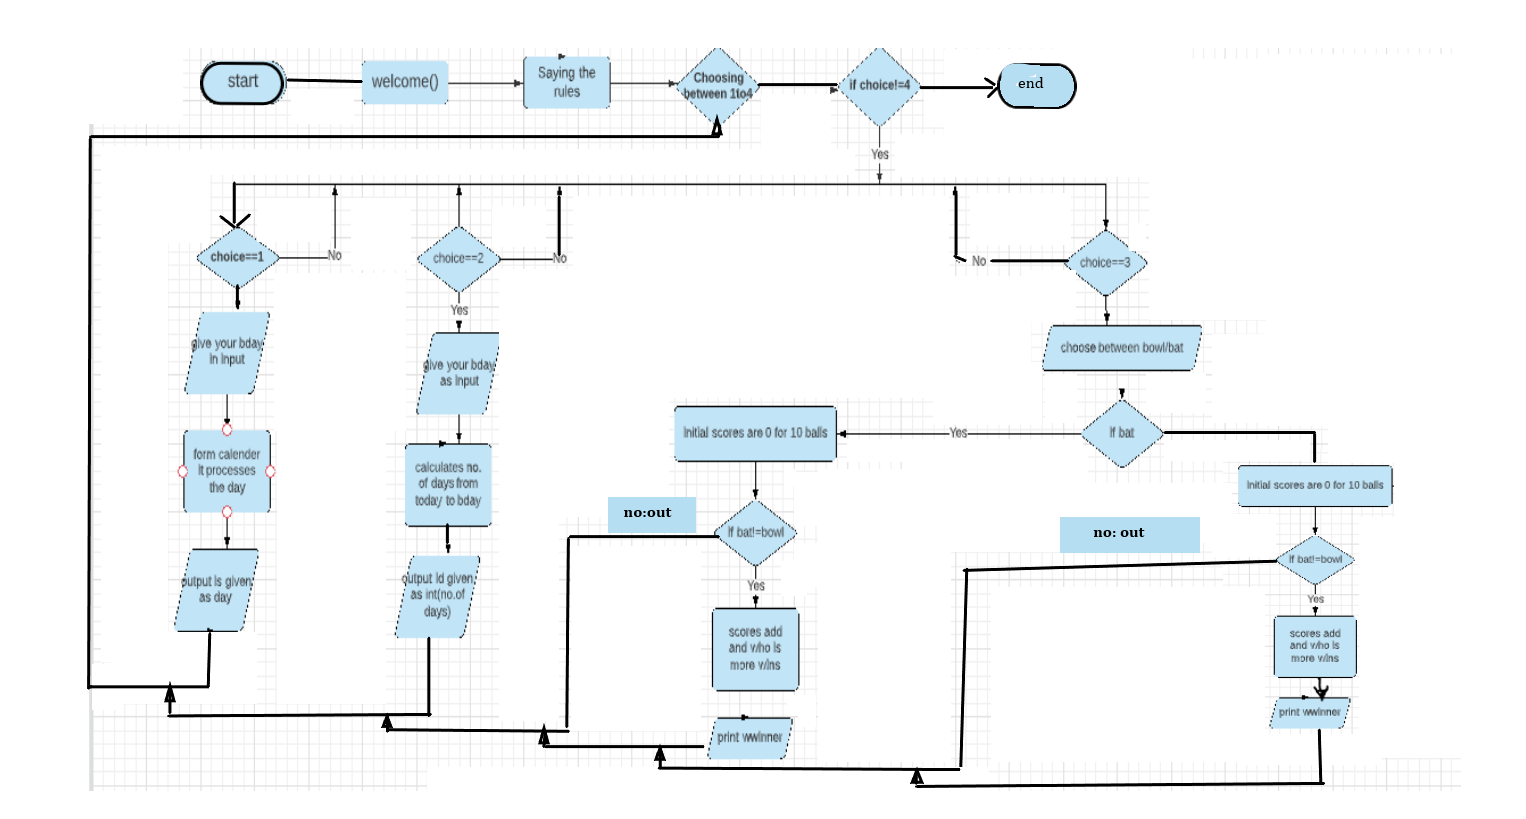 start
welcome()
Saying the
rules
Choosing
between 1to4
if choice!=4
end
Yes
choice==1
No
choice==2
No
No
choice==3
Yes
give your bday
in input
give your bday
as input
choose between bowl/bat
Initial scores are 0 for 10 balls
Yes
If bat
form calender
it processes
the day
calculates no.
of days from
today to bday
Initial scores are 0 for 10 balls
no:out
If bat!=bowl
no: out
If bat!=bowl
Yes
Yes
output is given
as day
output id given
as int(no.of
days)
scores add
and who is
more wins
scores add
and who is
more wins
print wwinner
print wwinner